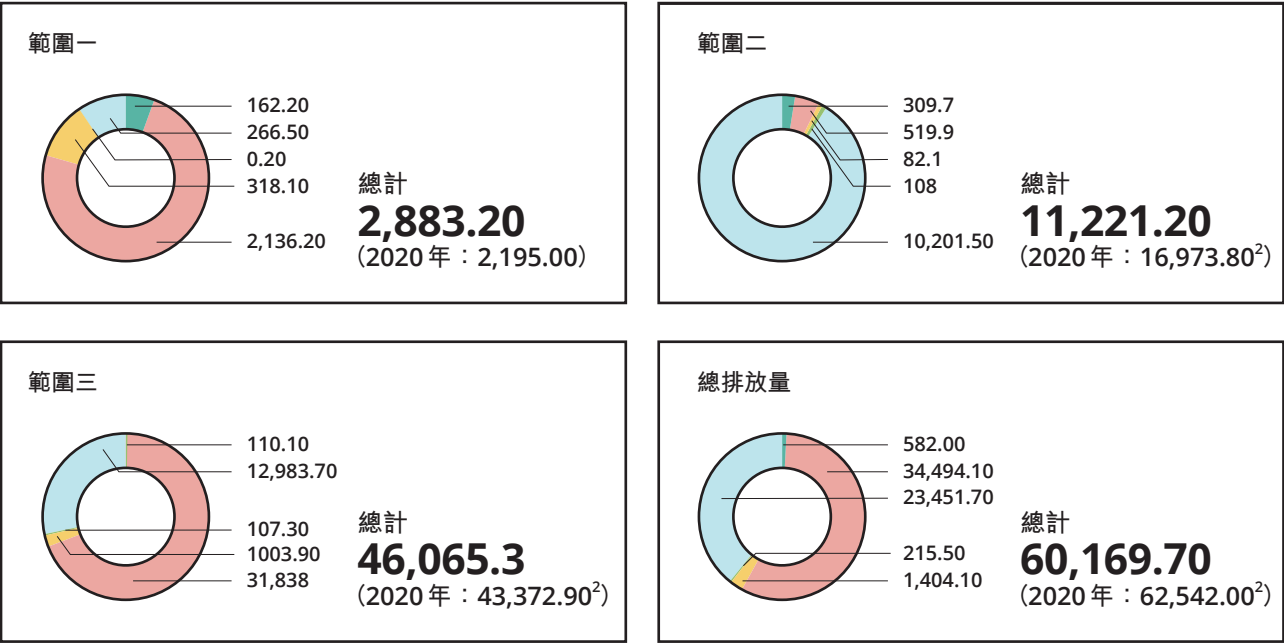 範圍一
162.20
266.50
0.20
318.10
2,136.20
總計
2,883.20
（2020 年：2,195.00）
範圍二
309.7
519.9
82.1
108
10,201.50
總計
11,221.20
（2020 年：16,973.80²）
範圍三
110.10
12,983.70
107.30
1003.90
31,838
總計
46,065.3
（2020 年：43,372.90²）
總排放量
582.00
34,494.10
23,451.70
215.50
1,404.10
總計
60,169.70
（2020 年：62,542.00²）